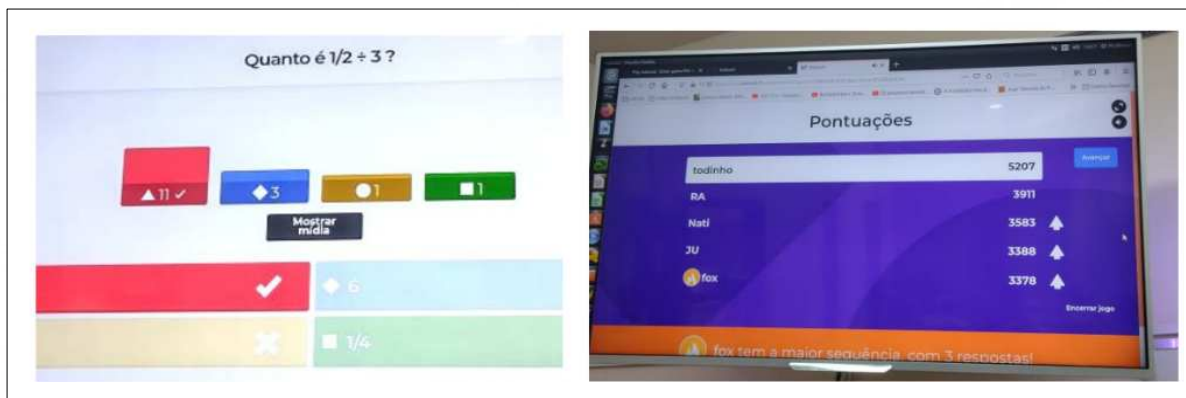 Quanto é 1/2 ÷ 3 ?
11
3
1
1
Mostrar
mídia
6
1/4
Pontuações
Avançar
todinho 5207
RA 3911
Nati 3583
JU 3388
fox 3378
Encerrar jogo
fox tem a maior sequência, com 3 respostas!